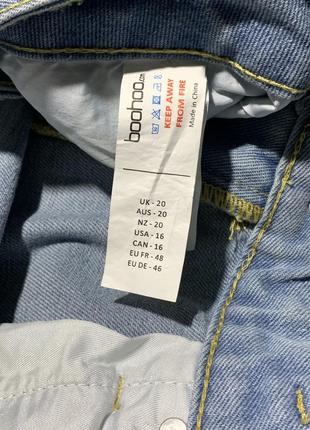 boohoo.com
KEEP AWAY
FROM FIRE
Made in China
UK - 20
AUS - 20
NZ - 20
USA - 16
CAN - 16
EU FR - 48
EU DE - 46